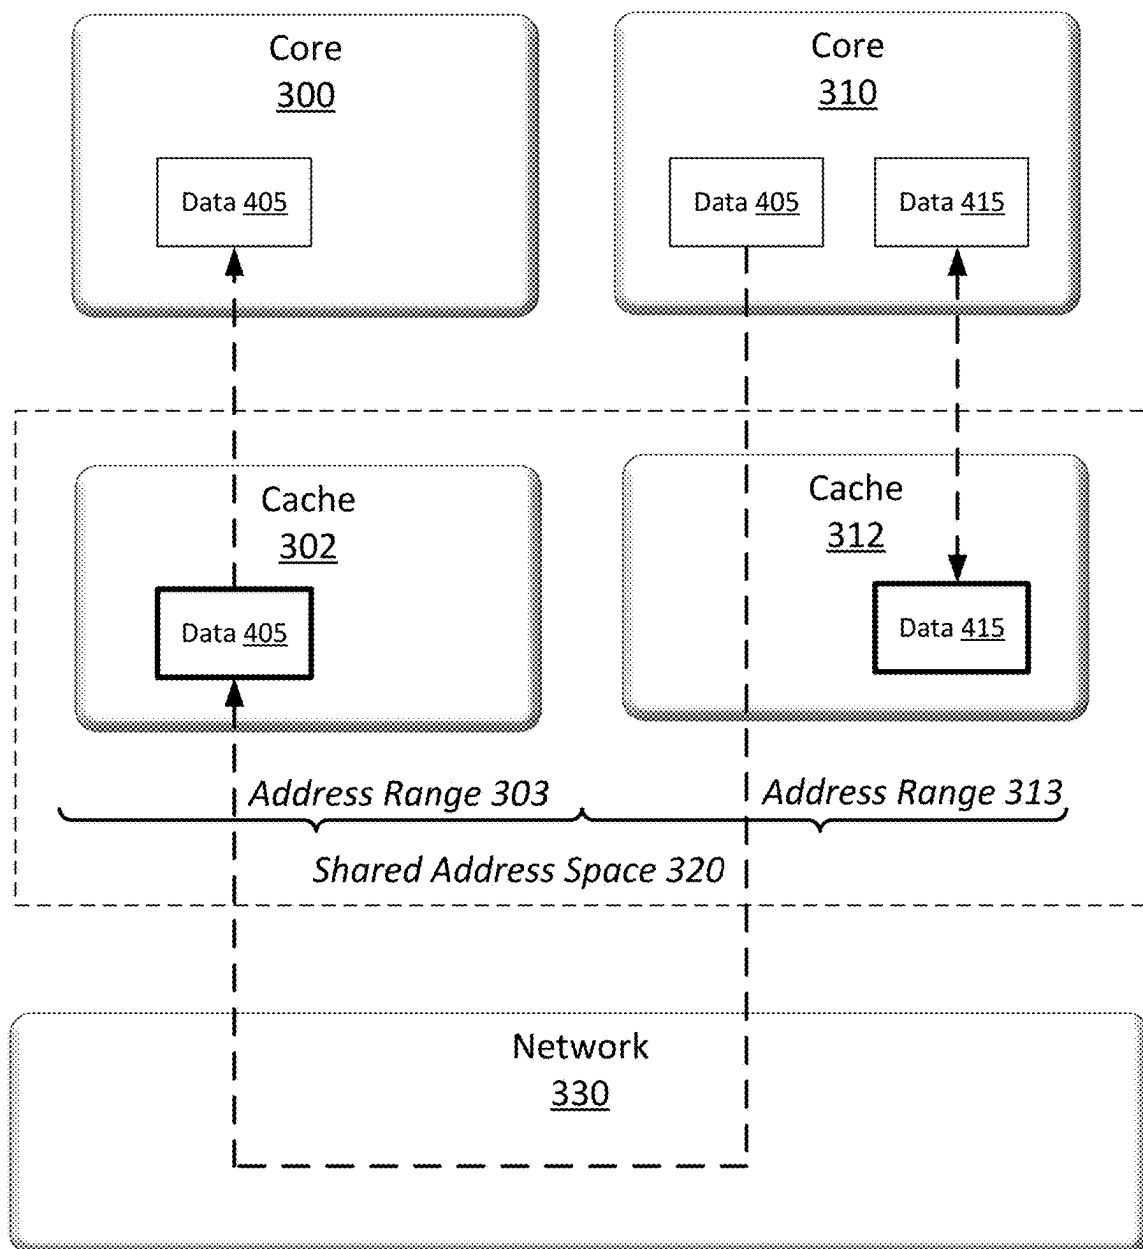 Core
300
Data 405
Core
310
Data 405
Data 415
Cache
302
Data 405
Cache
312
Data 415
Address Range 303
Address Range 313
Shared Address Space 320
Network
330